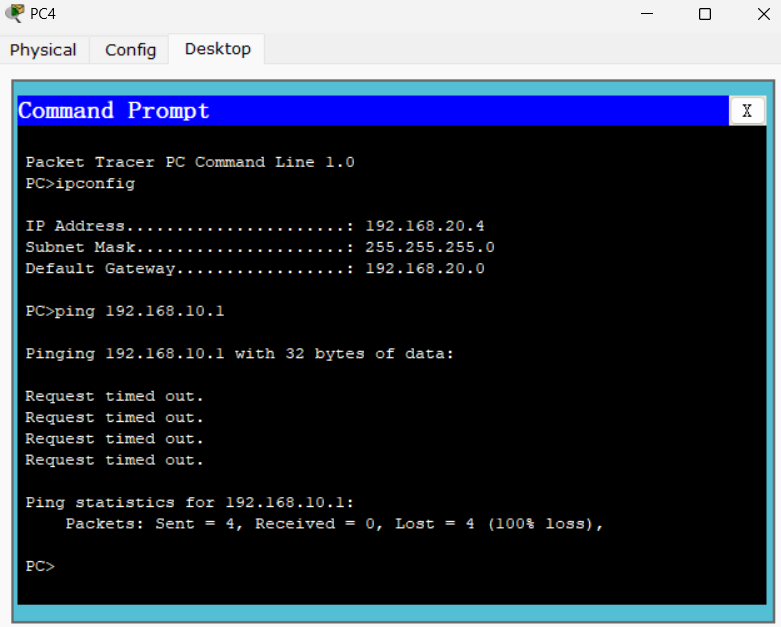 PC4
Physical Config Desktop
Command Prompt X
Packet Tracer PC Command Line 1.0
PC>ipconfig
IP Address......................: 192.168.20.4
Subnet Mask.....................: 255.255.255.0
Default Gateway.................: 192.168.20.0
PC>ping 192.168.10.1
Pinging 192.168.10.1 with 32 bytes of data:
Request timed out.
Request timed out.
Request timed out.
Request timed out.
Ping statistics for 192.168.10.1:
    Packets: Sent = 4, Received = 0, Lost = 4 (100% loss),
PC>